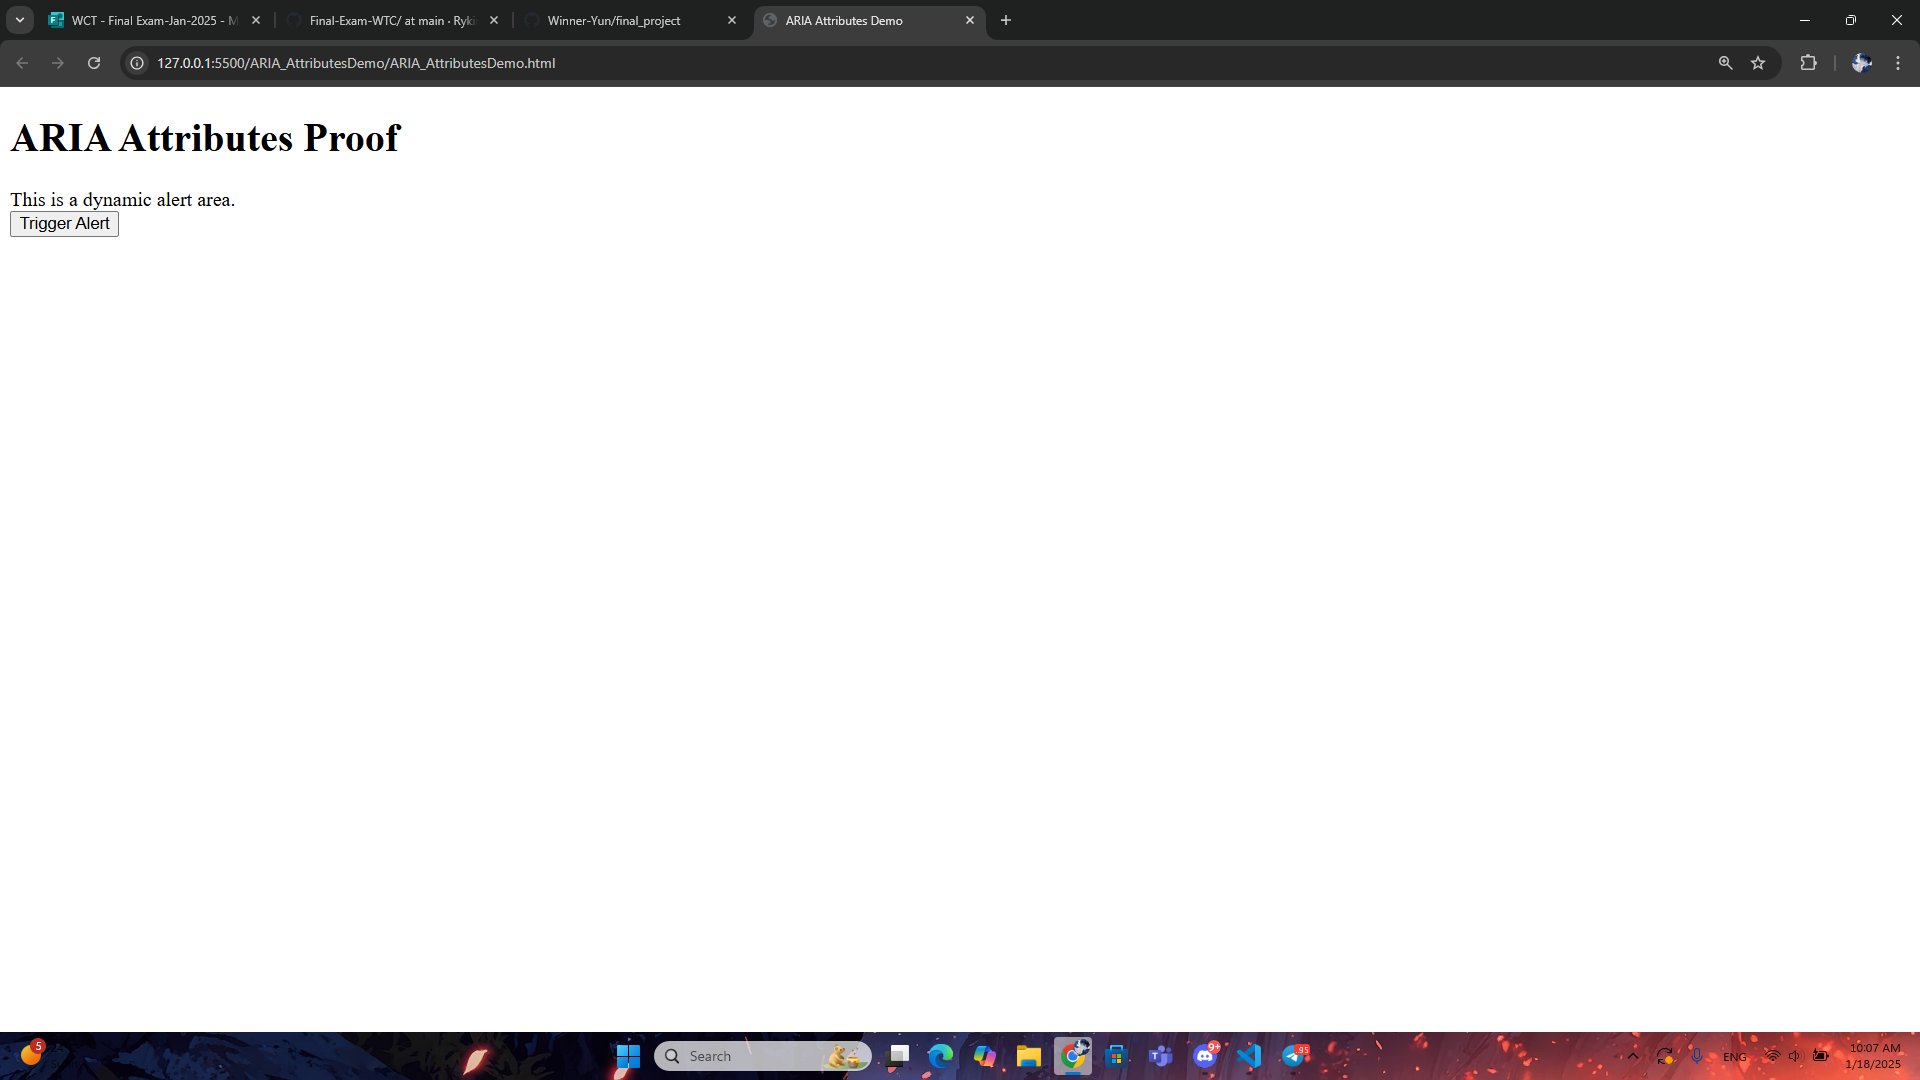 WCT - Final Exam-Jan-2025 - M
Final-Exam-WTC/ at main · Ryki
Winner-Yun/final_project
ARIA Attributes Demo
127.0.0.1:5500/ARIA_AttributesDemo/ARIA_AttributesDemo.html
ARIA Attributes Proof
This is a dynamic alert area.
Trigger Alert
5
Search
9+
95
ENG
10:07 AM
1/18/2025